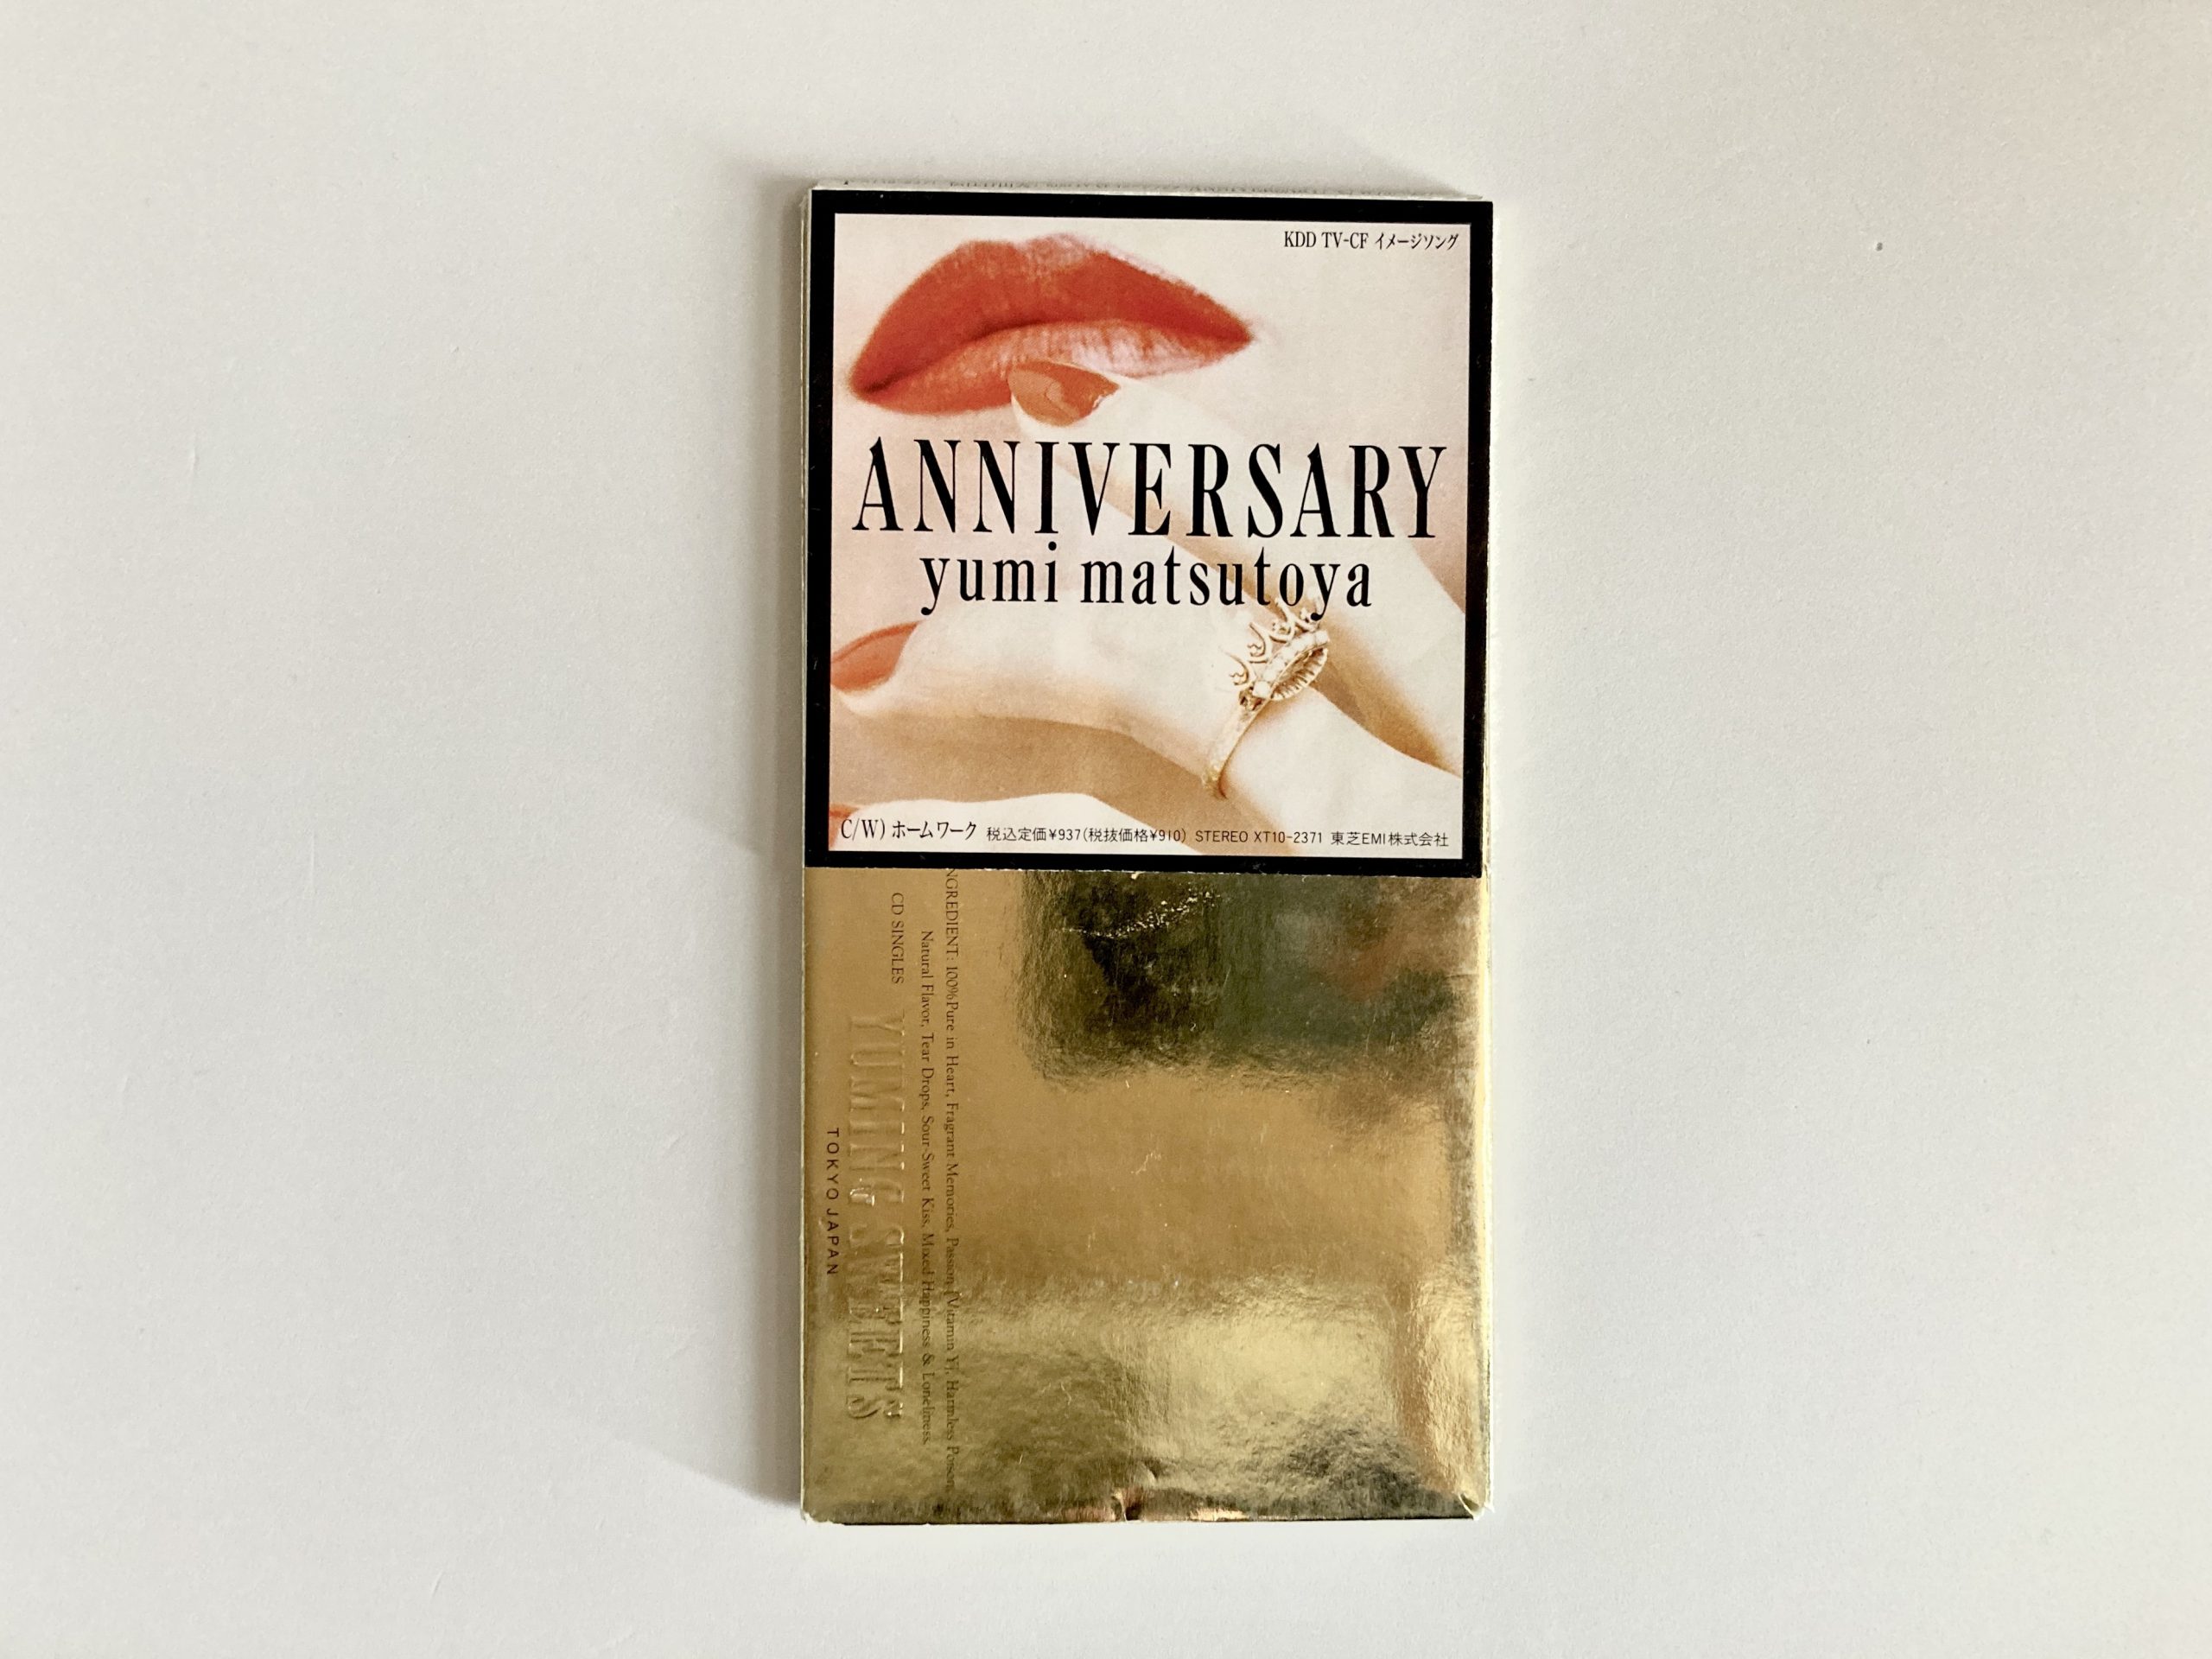 KDD TV-CF イメージソング
ANNIVERSARY
yumi matsutoya
C/W) ホームワーク 税込定価¥937(税抜価格¥910) STEREO XT10-2371 東芝EMI株式会社
NGREDIENT: 100% Pure in Heart, Fragrant Memories, Passion (Vitamin Y), Harmless Poison,
Natural Flavor, Tear Drops, Sour-Sweet Kiss, Mixed Happiness & Loneliness.
CD SINGLES
YUMING SWEETS
TOKYO JAPAN